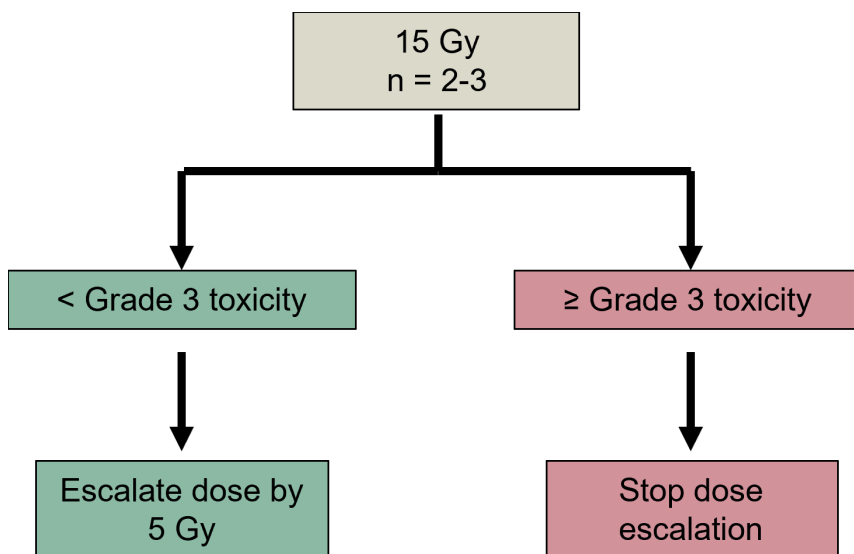 15 Gy
n = 2-3
< Grade 3 toxicity
≥ Grade 3 toxicity
Escalate dose by
5 Gy
Stop dose
escalation